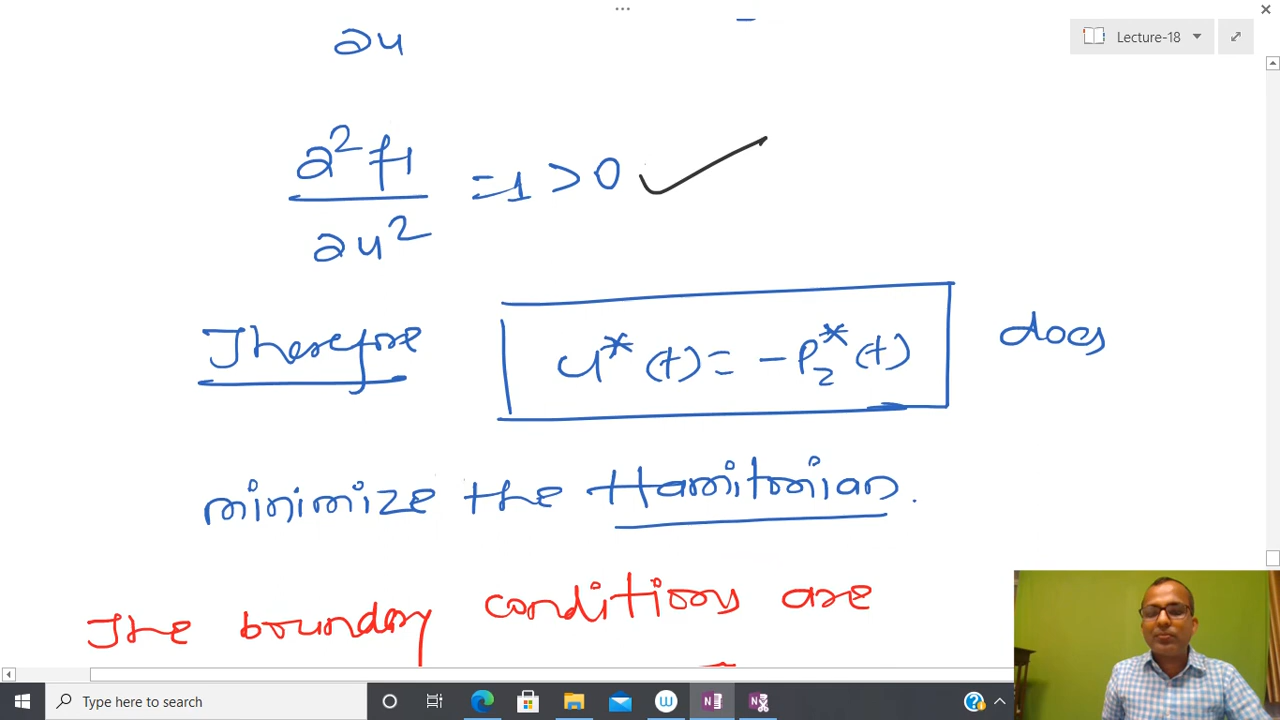 Lecture-18
∂u
∂²H
∂u² = 1 > 0 ✓
Therefore u*(t) = -P₂*(t) does
minimize the Hamitonian.
The boundary conditions are
Type here to search